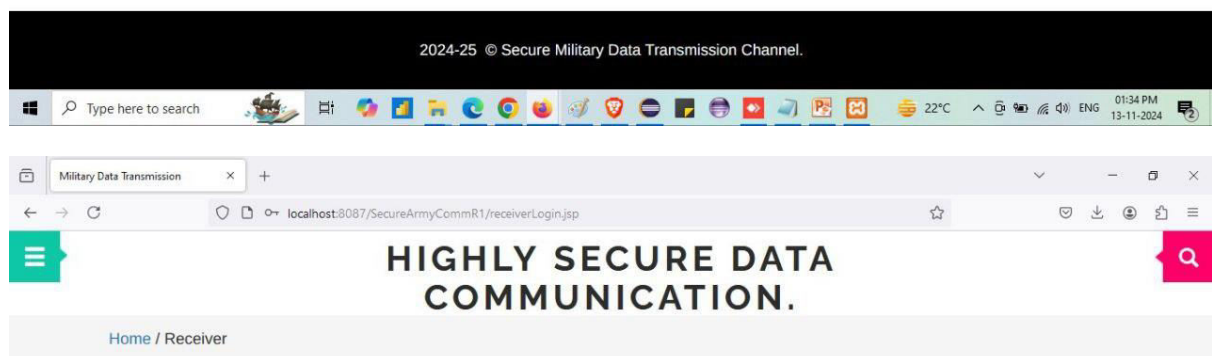 2024-25 © Secure Military Data Transmission Channel.
Type here to search
22°C
ENG
01:34 PM
13-11-2024
2
Military Data Transmission
localhost:8087/SecureArmyCommR1/receiverLogin.jsp
HIGHLY SECURE DATA
COMMUNICATION.
Home / Receiver